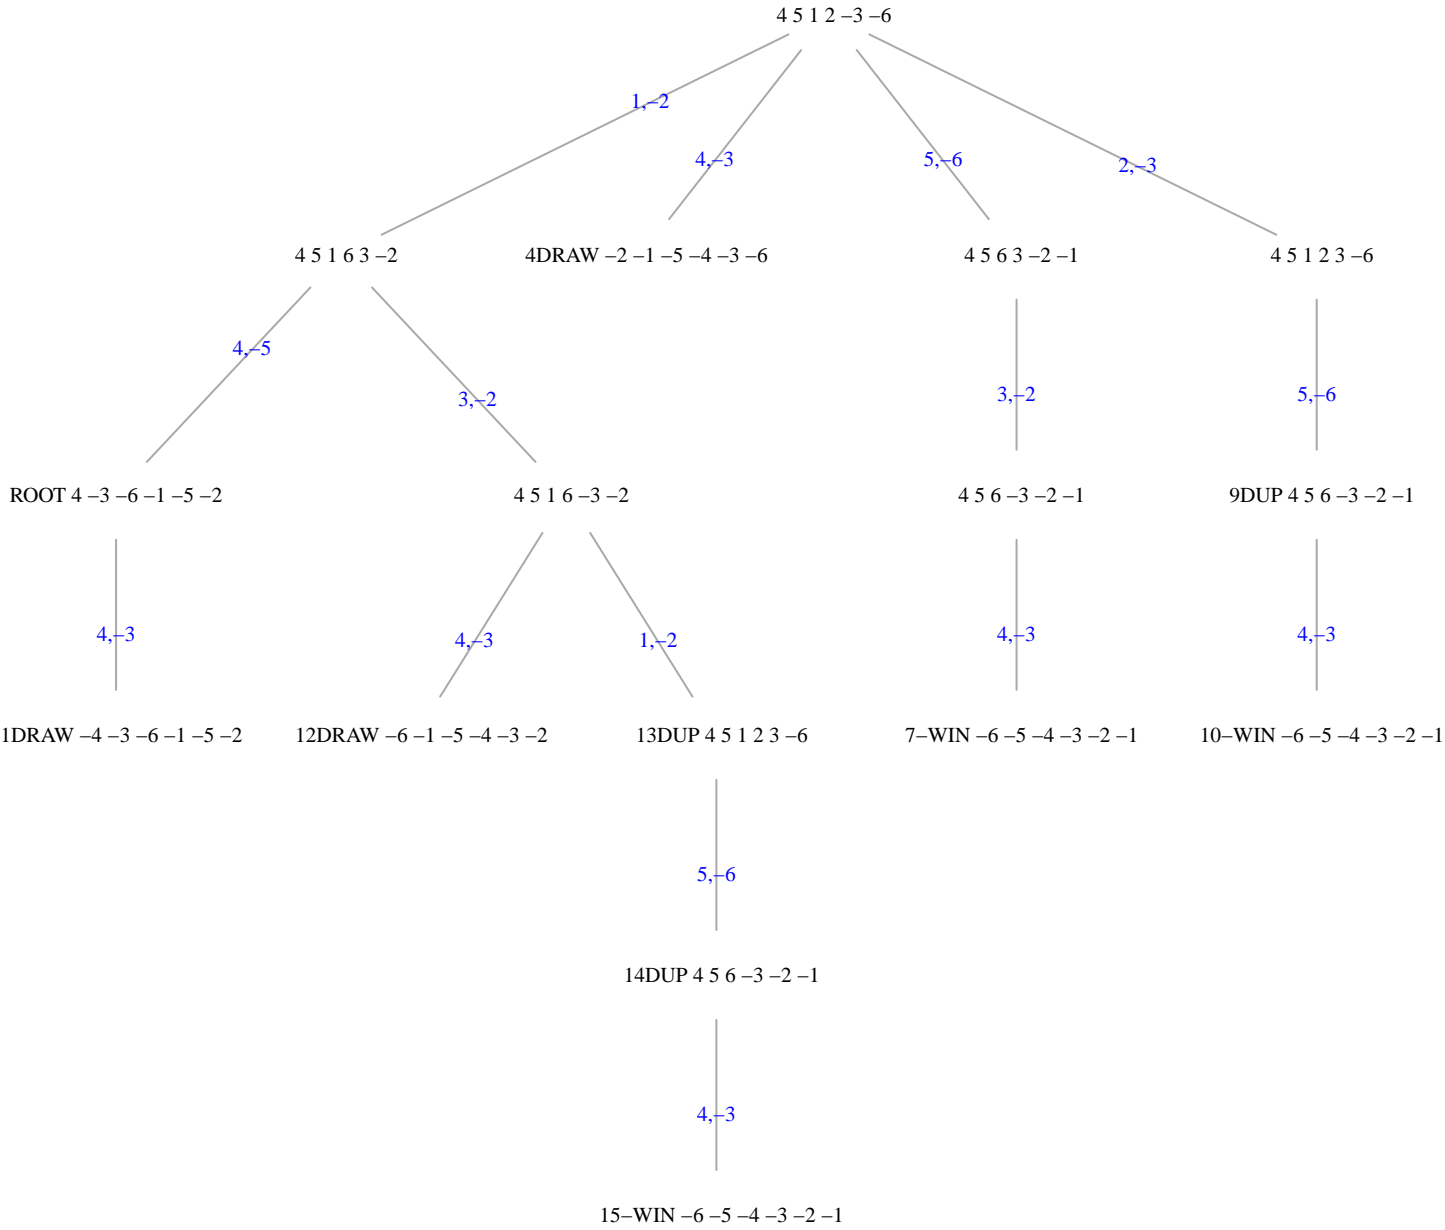 4 5 1 2 –3 –6
1,–2
4,–3
5,–6
2,–3
4 5 1 6 3 –2
4DRAW –2 –1 –5 –4 –3 –6
4 5 6 3 –2 –1
4 5 1 2 3 –6
4,–5
3,–2
3,–2
5,–6
ROOT 4 –3 –6 –1 –5 –2
4 5 1 6 –3 –2
4 5 6 –3 –2 –1
9DUP 4 5 6 –3 –2 –1
4,–3
4,–3
1,–2
4,–3
4,–3
1DRAW –4 –3 –6 –1 –5 –2
12DRAW –6 –1 –5 –4 –3 –2
13DUP 4 5 1 2 3 –6
7–WIN –6 –5 –4 –3 –2 –1
10–WIN –6 –5 –4 –3 –2 –1
5,–6
14DUP 4 5 6 –3 –2 –1
4,–3
15–WIN –6 –5 –4 –3 –2 –1